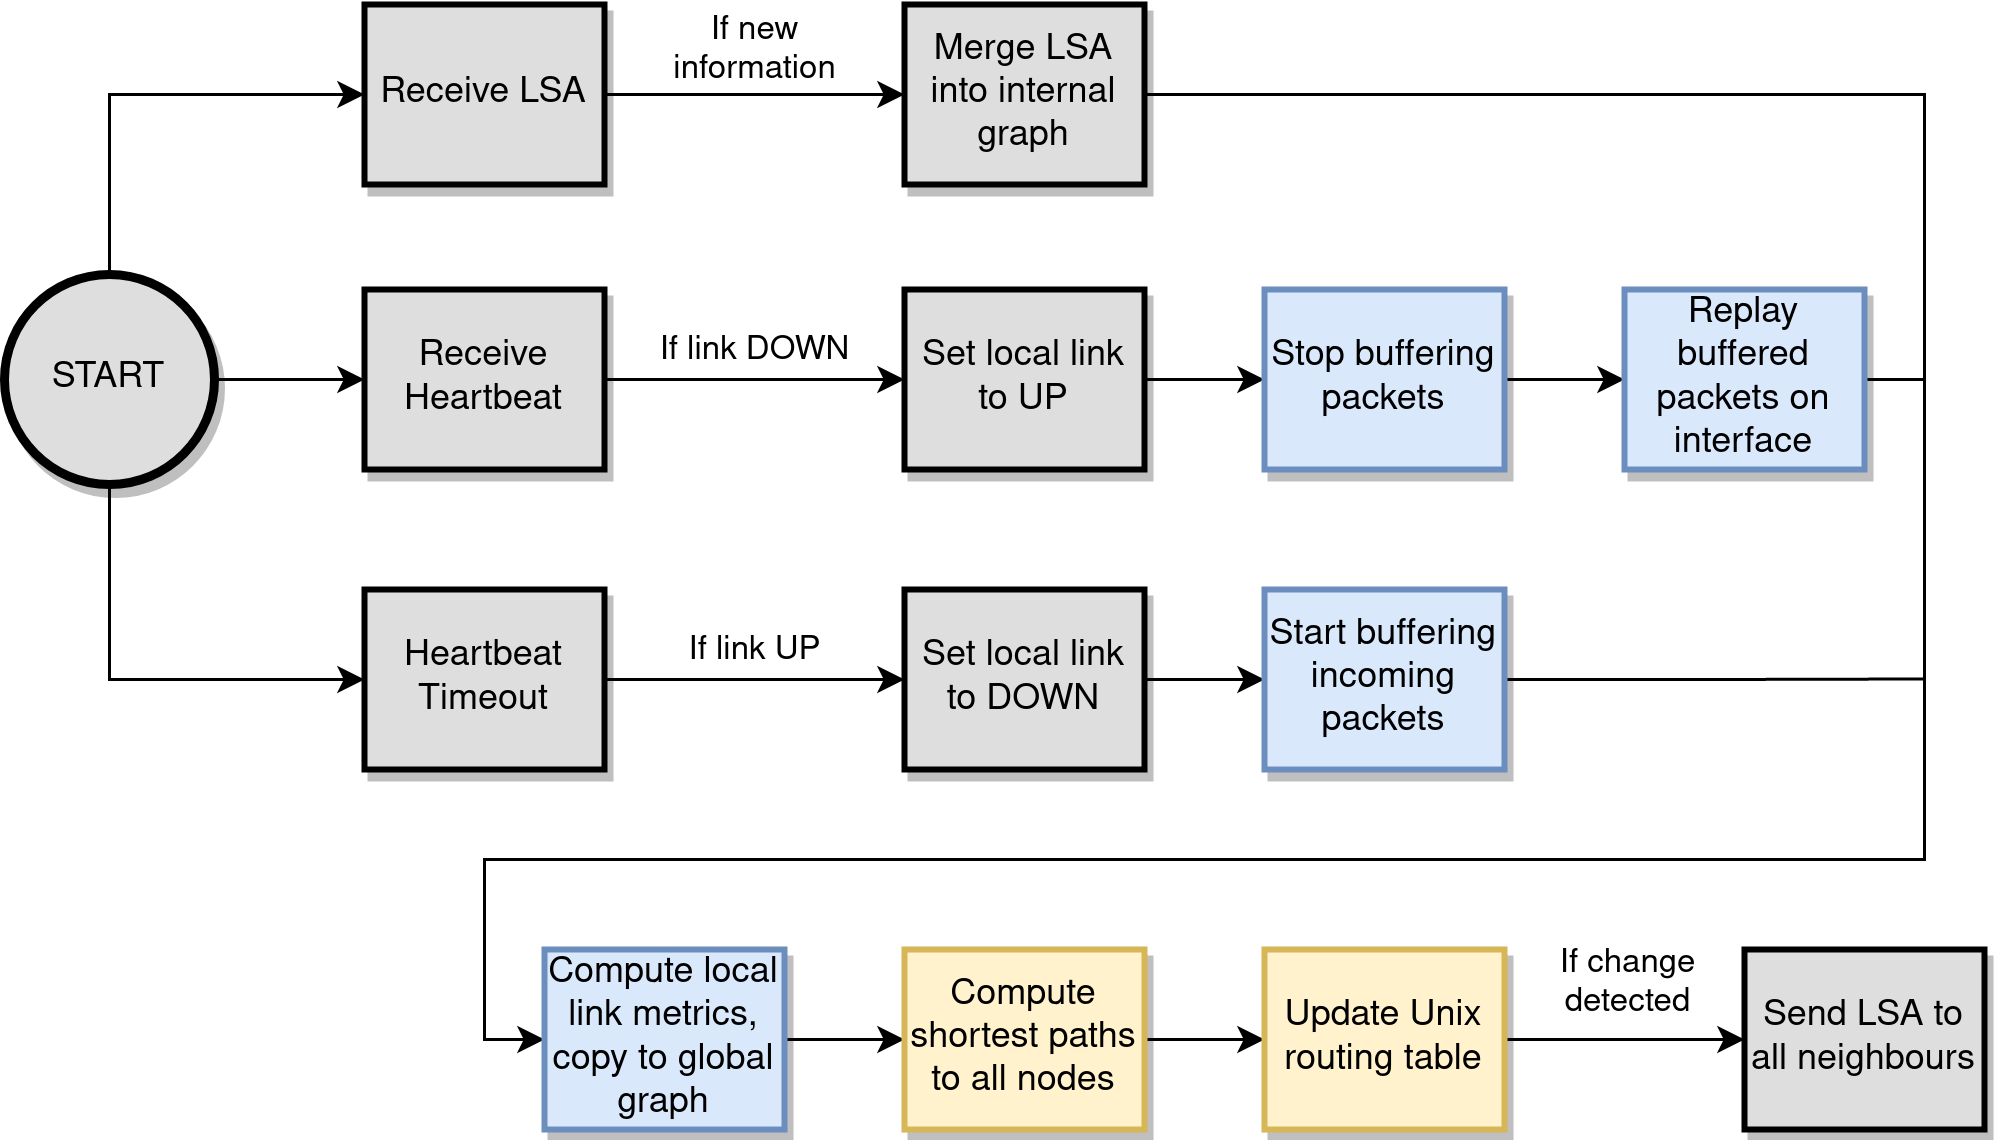 If new
information
Receive LSA
Merge LSA
into internal
graph
START
Receive
Heartbeat
If link DOWN
Set local link
to UP
Stop buffering
packets
Replay
buffered
packets on
interface
Heartbeat
Timeout
If link UP
Set local link
to DOWN
Start buffering
incoming
packets
Compute local
link metrics,
copy to global
graph
Compute
shortest paths
to all nodes
Update Unix
routing table
If change
detected
Send LSA to
all neighbours